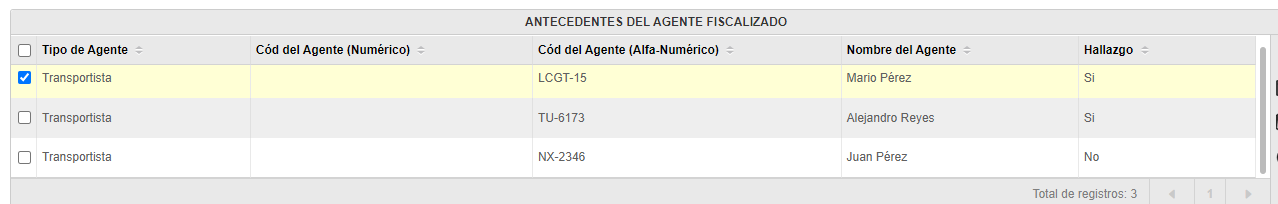 ANTECEDENTES DEL AGENTE FISCALIZADO
Tipo de Agente Cód del Agente (Numérico) Cód del Agente (Alfa-Numérico) Nombre del Agente Hallazgo
Transportista LCGT-15 Mario Pérez Si
Transportista TU-6173 Alejandro Reyes Si
Transportista NX-2346 Juan Pérez No
Total de registros: 3 1